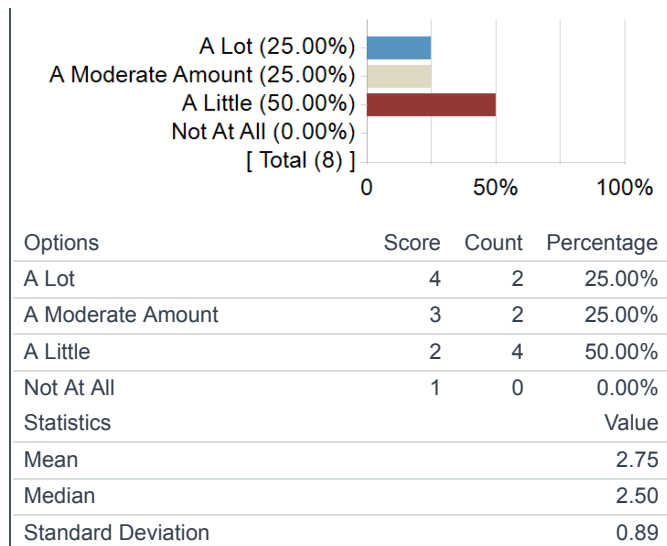 A Lot (25.00%)
A Moderate Amount (25.00%)
A Little (50.00%)
Not At All (0.00%)
[ Total (8) ]
0 50% 100%
Options Score Count Percentage
A Lot 4 2 25.00%
A Moderate Amount 3 2 25.00%
A Little 2 4 50.00%
Not At All 1 0 0.00%
Statistics Value
Mean 2.75
Median 2.50
Standard Deviation 0.89